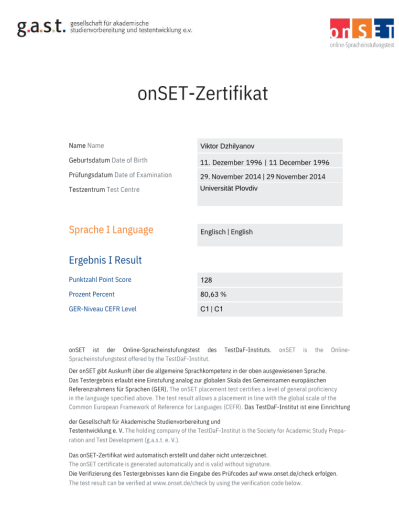 g.a.s.t. gesellschaft für akademische
studienvorbereitung und testentwicklung e.v.
onSET
online-Spracheinstufungstest
onSET-Zertifikat
Name Name Viktor Dzhilyanov
Geburtsdatum Date of Birth 11. Dezember 1996 | 11 December 1996
Prüfungsdatum Date of Examination 29. November 2014 | 29 November 2014
Testzentrum Test Centre Universität Plovdiv
Sprache I Language Englisch | English
Ergebnis I Result
Punktzahl Point Score 128
Prozent Percent 80,63 %
GER-Niveau CEFR Level C1 | C1
onSET ist der Online-Spracheinstufungstest des TestDaF-Instituts. onSET is the Online-
Spracheinstufungstest offered by the TestDaF-Institut.
Der onSET gibt Auskunft über die allgemeine Sprachkompetenz in der oben ausgewiesenen Sprache.
Das Testergebnis erlaubt eine Einstufung analog zur globalen Skala des Gemeinsamen europäischen
Referenzrahmens für Sprachen (GER). The onSET placement test certifies a level of general proficiency
in the language specified above. The test result allows a placement in line with the global scale of the
Common European Framework of Reference for Languages (CEFR). Das TestDaF-Institut ist eine Einrichtung
der Gesellschaft für Akademische Studienvorbereitung und
Testentwicklung e. V. The holding company of the TestDaF-Institut is the Society for Academic Study Prepa-
ration and Test Development (g.a.s.t. e. V.).
Das onSET-Zertifikat wird automatisch erstellt und daher nicht unterzeichnet.
The onSET certificate is generated automatically and is valid without signature.
Die Verifizierung des Testergebnisses kann die Eingabe des Prüfcodes auf www.onset.de/check erfolgen.
The test result can be verified at www.onset.de/check by using the verification code below.